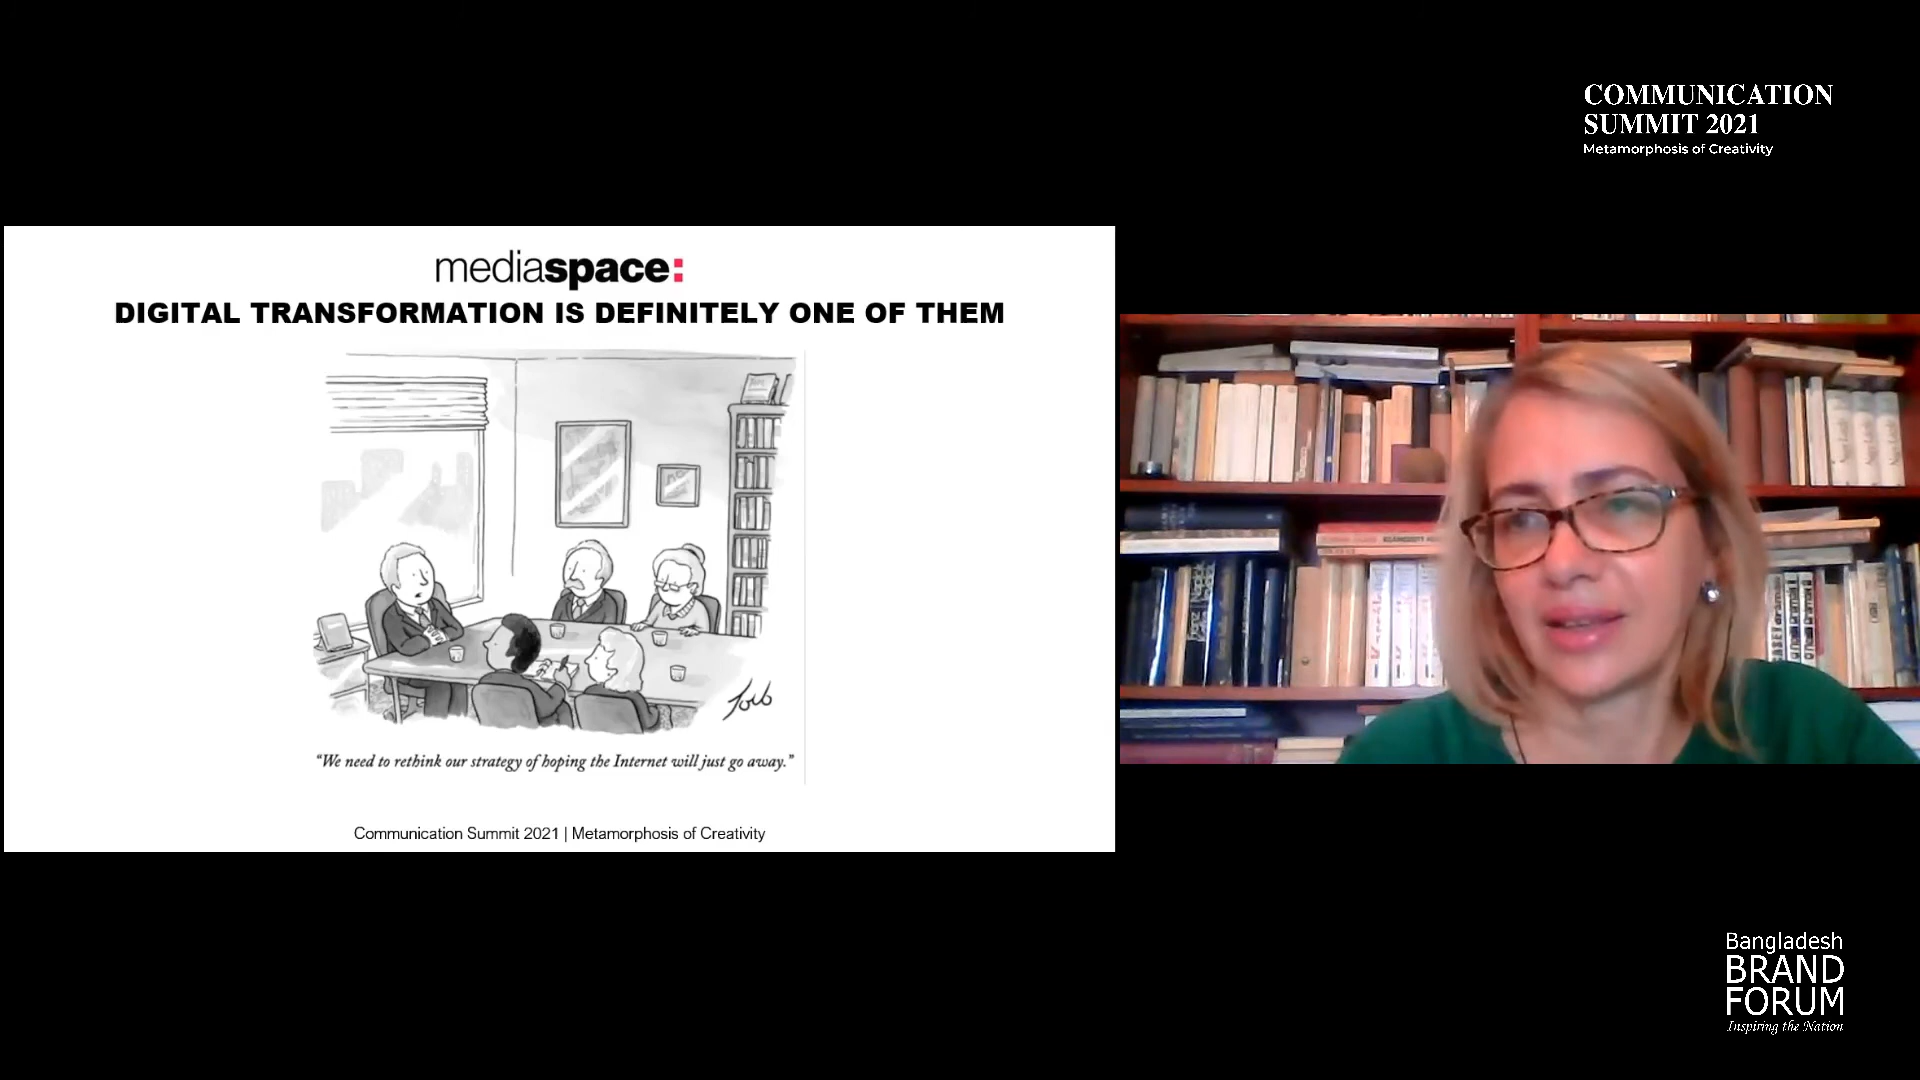 COMMUNICATION
SUMMIT 2021
Metamorphosis of Creativity
mediaspace:
DIGITAL TRANSFORMATION IS DEFINITELY ONE OF THEM
“We need to rethink our strategy of hoping the Internet will just go away.”
Communication Summit 2021 | Metamorphosis of Creativity
Bangladesh
BRAND
FORUM
Inspiring the Nation